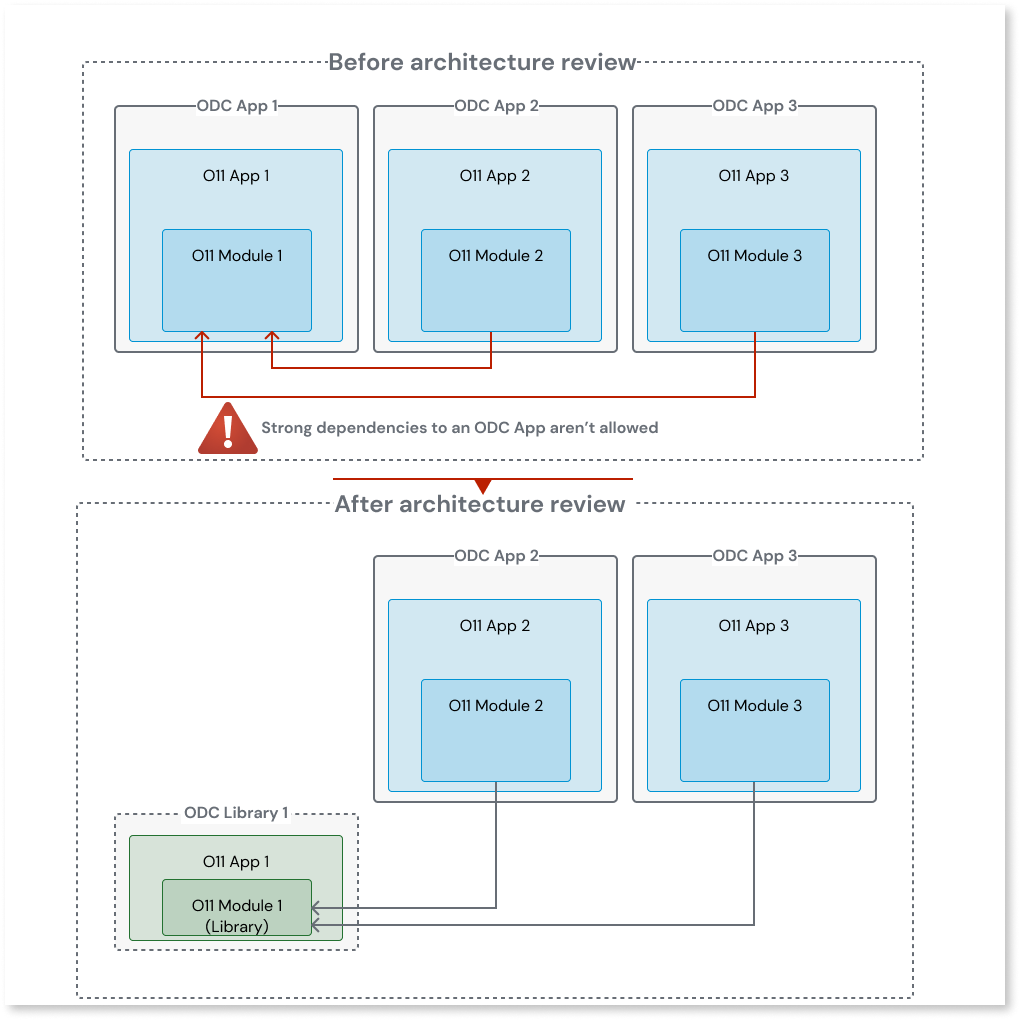 Before architecture review
ODC App 1
ODC App 2
ODC App 3
O11 App 1
O11 App 2
O11 App 3
O11 Module 1
O11 Module 2
O11 Module 3
Strong dependencies to an ODC App aren’t allowed
After architecture review
ODC App 2
ODC App 3
O11 App 2
O11 App 3
O11 Module 2
O11 Module 3
ODC Library 1
O11 App 1
O11 Module 1
(Library)